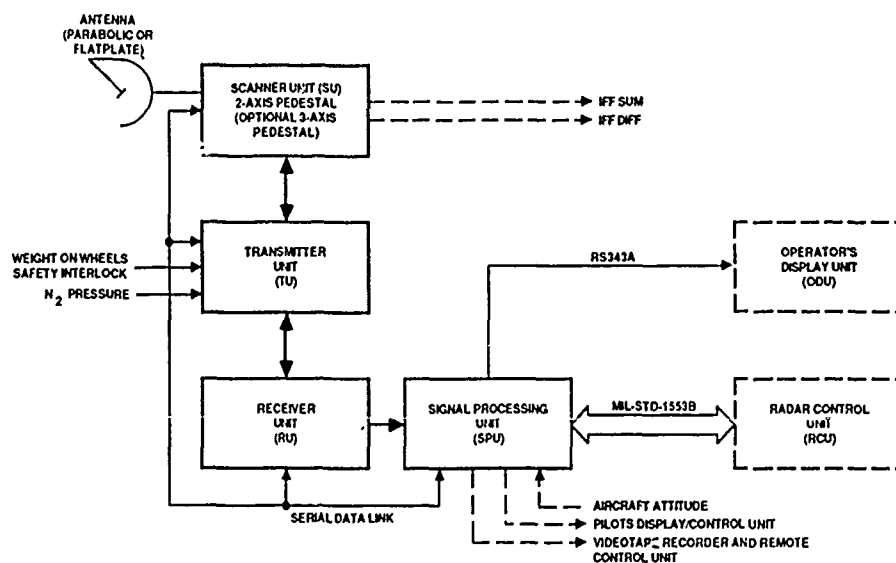 ANTENNA
(PARABOLIC OR
FLATPLATE)
SCANNER UNIT (SU)
2-AXIS PEDESTAL
(OPTIONAL 3-AXIS
PEDESTAL)
IFF SUM
IFF DIFF
WEIGHT ON WHEELS
SAFETY INTERLOCK
N2 PRESSURE
TRANSMITTER
UNIT
(TU)
RS343A
OPERATOR'S
DISPLAY UNIT
(ODU)
RECEIVER
UNIT
(RU)
SIGNAL PROCESSING
UNIT
(SPU)
MIL-STD-1553B
RADAR CONTROL
UNIT
(RCU)
SERIAL DATA LINK
AIRCRAFT ATTITUDE
PILOTS DISPLAY/CONTROL UNIT
VIDEOTAPE RECORDER AND REMOTE
CONTROL UNIT